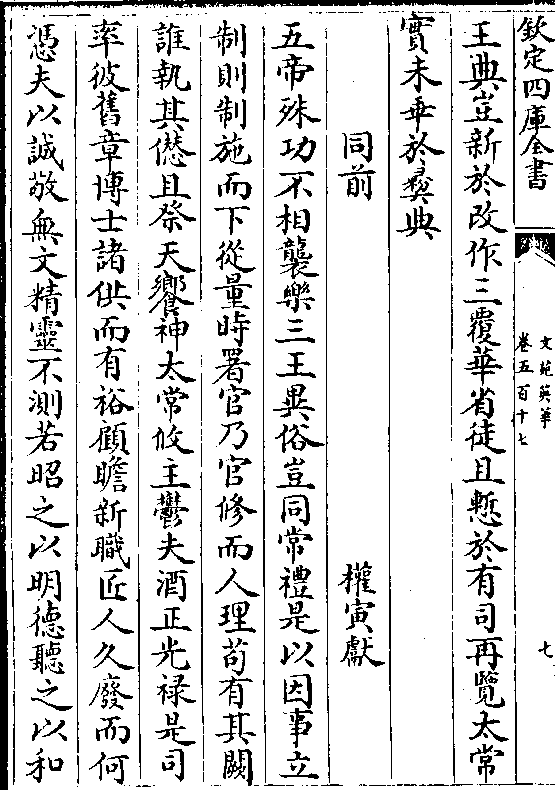 欽定四庫全書
文苑英華
卷五百十七
七
王典豈新於改作三覆華省徒且慙於有司再覽太常
實未乖於彛典
同前 權寅獻
五帝殊功不相襲樂三王異俗豈同常禮是以因事立
制則制施而下從量時署官乃官修而人理苟有其闕
誰執其僽且祭天饗神太常攸主鬱夫酒正光禄是司
率彼舊章博士諸供而有裕顧瞻新職匠人久廢而何
憑夫以誠敬無文精靈不測若昭之以明德聽之以和